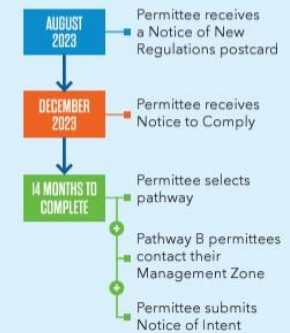 AUGUST
2023
Permittee receives
a Notice of New
Regulations postcard
DECEMBER
2023
Permittee receives
Notice to Comply
14 MONTHS TO
COMPLETE
Permittee selects
pathway
+
Pathway B permittees
contact their
Management Zone
+
Permittee submits
Notice of Intent